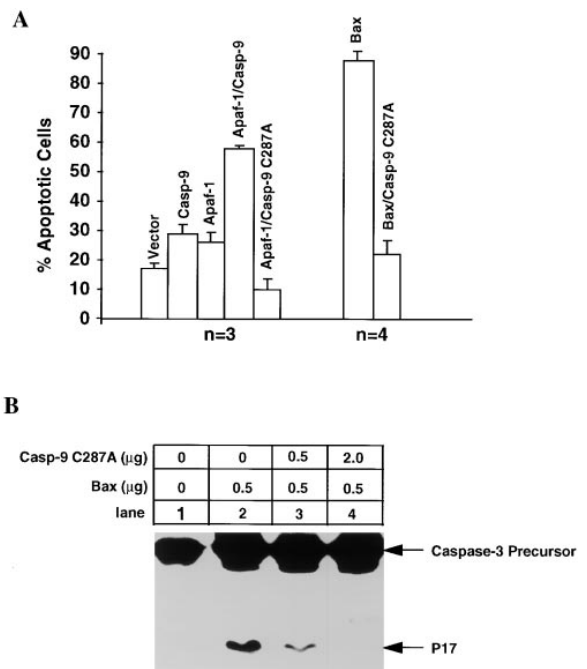 A
% Apoptotic Cells
90
80
70
60
50
40
30
20
10
0
Vector
Casp-9
Apaf-1
Apaf-1/Casp-9
Apaf-1/Casp-9 C287A
Bax
Bax/Casp-9 C287A
n=3
n=4
B
Casp-9 C287A (μg) 0 0 0.5 2.0
Bax (μg) 0 0.5 0.5 0.5
lane 1 2 3 4
Caspase-3 Precursor
P17